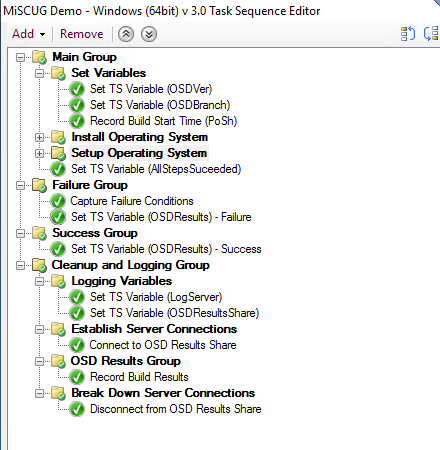 MiSCUG Demo - Windows (64bit) v 3.0 Task Sequence Editor
Add Remove
Main Group
Set Variables
Set TS Variable (OSDVer)
Set TS Variable (OSDBranch)
Record Build Start Time (PoSh)
Install Operating System
Setup Operating System
Set TS Variable (AllStepsSuceeded)
Failure Group
Capture Failure Conditions
Set TS Variable (OSDResults) - Failure
Success Group
Set TS Variable (OSDResults) - Success
Cleanup and Logging Group
Logging Variables
Set TS Variable (LogServer)
Set TS Variable (OSDResultsShare)
Establish Server Connections
Connect to OSD Results Share
OSD Results Group
Record Build Results
Break Down Server Connections
Disconnect from OSD Results Share